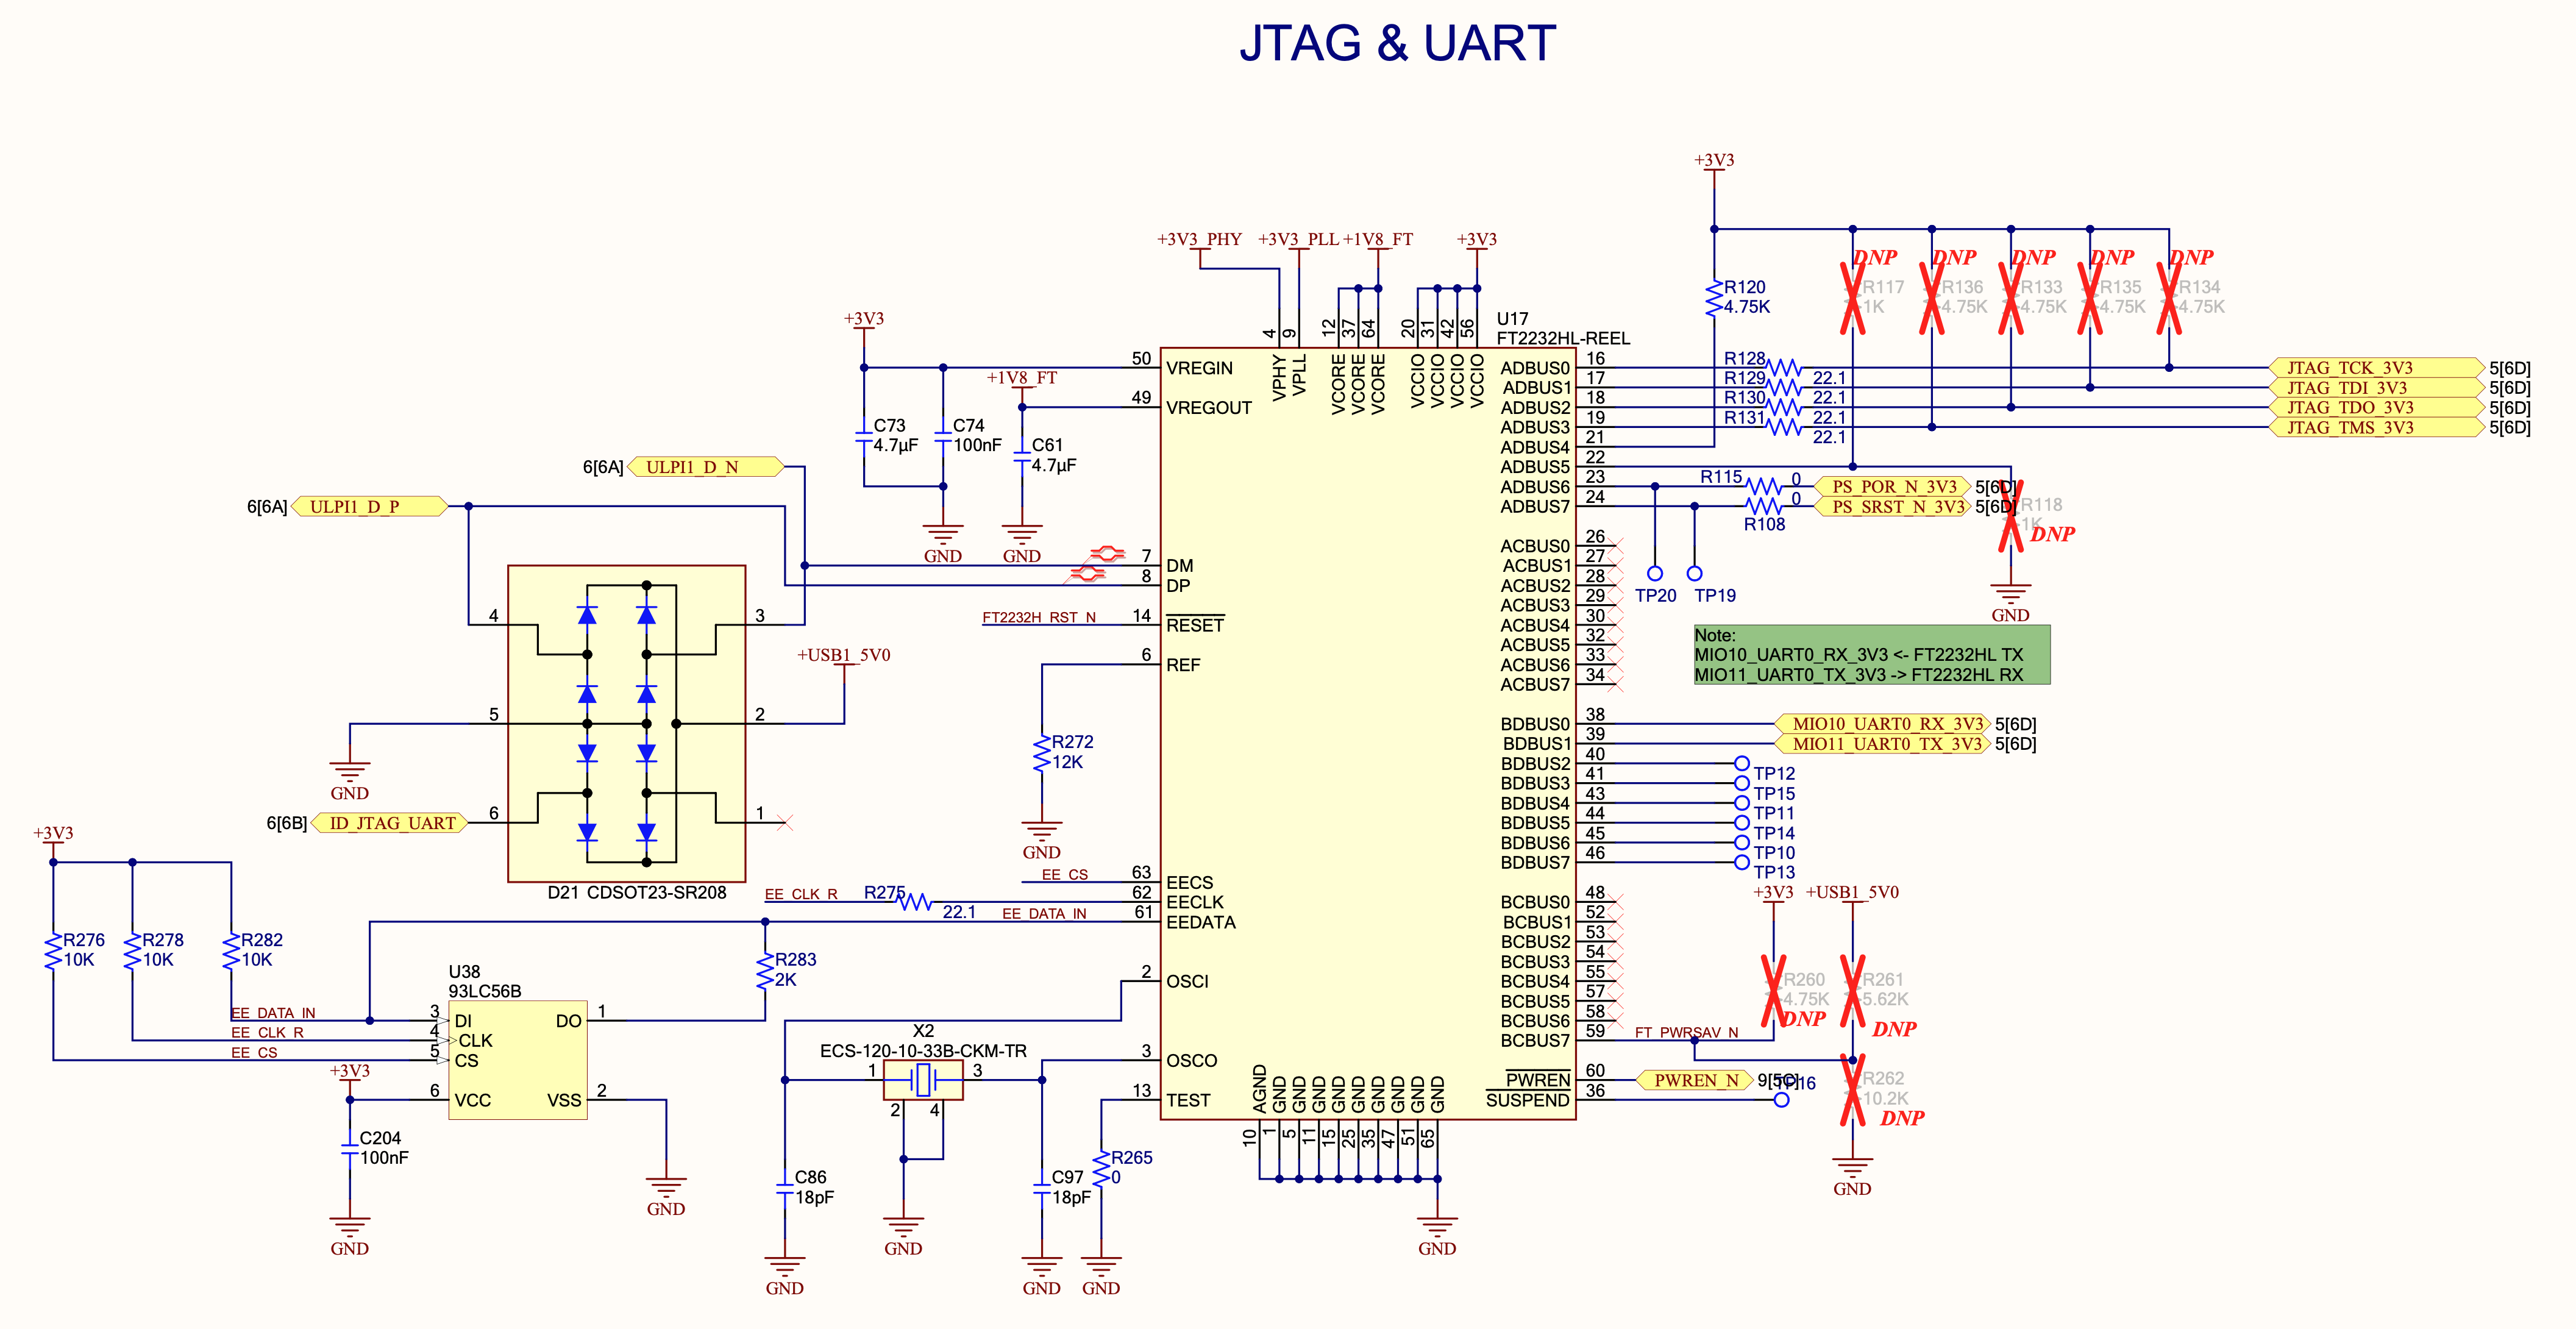 JTAG & UART
+3V3
+3V3_PHY
+3V3_PLL
+1V8_FT
+3V3
DNP
DNP
DNP
DNP
DNP
R120
4.75K
R117
1K
R136
4.75K
R133
4.75K
R135
4.75K
R134
4.75K
+3V3
U17
FT2232HL-REEL
4
9
12
37
64
20
31
42
56
VPHY
VPLL
VCORE
VCORE
VCORE
VCCIO
VCCIO
VCCIO
VCCIO
50
VREGIN
+1V8_FT
49
VREGOUT
C73
4.7µF
C74
100nF
C61
4.7µF
GND
GND
ADBUS0
16
R128
JTAG_TCK_3V3
5[6D]
ADBUS1
17
R129
22.1
JTAG_TDI_3V3
5[6D]
ADBUS2
18
R130
22.1
JTAG_TDO_3V3
5[6D]
ADBUS3
19
R131
22.1
JTAG_TMS_3V3
5[6D]
ADBUS4
21
22.1
ADBUS5
22
ADBUS6
23
R115
0
PS_POR_N_3V3
5[6D]
ADBUS7
24
R108
0
PS_SRST_N_3V3
5[6D]
R118
1K
DNP
GND
TP20
TP19
6[6A]
ULPI1_D_N
6[6A]
ULPI1_D_P
7
DM
8
DP
FT2232H_RST_N
14
RESET
6
REF
R272
12K
GND
4
3
5
2
6
1
+USB1_5V0
GND
6[6B]
ID_JTAG_UART
D21 CDSOT23-SR208
ACBUS0
26
ACBUS1
27
ACBUS2
28
ACBUS3
29
ACBUS4
30
ACBUS5
32
ACBUS6
33
ACBUS7
34
Note:
MIO10_UART0_RX_3V3 <- FT2232HL TX
MIO11_UART0_TX_3V3 -> FT2232HL RX
BDBUS0
38
MIO10_UART0_RX_3V3
5[6D]
BDBUS1
39
MIO11_UART0_TX_3V3
5[6D]
BDBUS2
40
TP12
BDBUS3
41
TP15
BDBUS4
43
TP11
BDBUS5
44
TP14
BDBUS6
45
TP10
BDBUS7
46
TP13
EE_CS
63
EECS
EE_CLK_R
R275
22.1
62
EECLK
EE_DATA_IN
61
EEDATA
+3V3
R276
10K
R278
10K
R282
10K
R283
2K
U38
93LC56B
EE_DATA_IN
3
DI
DO
1
EE_CLK_R
4
CLK
EE_CS
5
CS
+3V3
6
VCC
VSS
2
C204
100nF
GND
GND
2
OSCI
X2
ECS-120-10-33B-CKM-TR
1
3
2
4
3
OSCO
13
TEST
C86
18pF
C97
18pF
R265
0
GND
GND
GND
GND
BCBUS0
48
BCBUS1
52
BCBUS2
53
BCBUS3
54
BCBUS4
55
BCBUS5
57
BCBUS6
58
BCBUS7
59
FT_PWRSAV_N
+3V3
+USB1_5V0
R260
4.75K
DNP
R261
5.62K
DNP
PWREN
60
PWREN_N
9[5C]
SUSPEND
36
TP16
R262
10.2K
DNP
GND
AGND
GND
GND
GND
GND
GND
GND
GND
GND
GND
10
1
5
11
15
25
35
47
51
65
GND